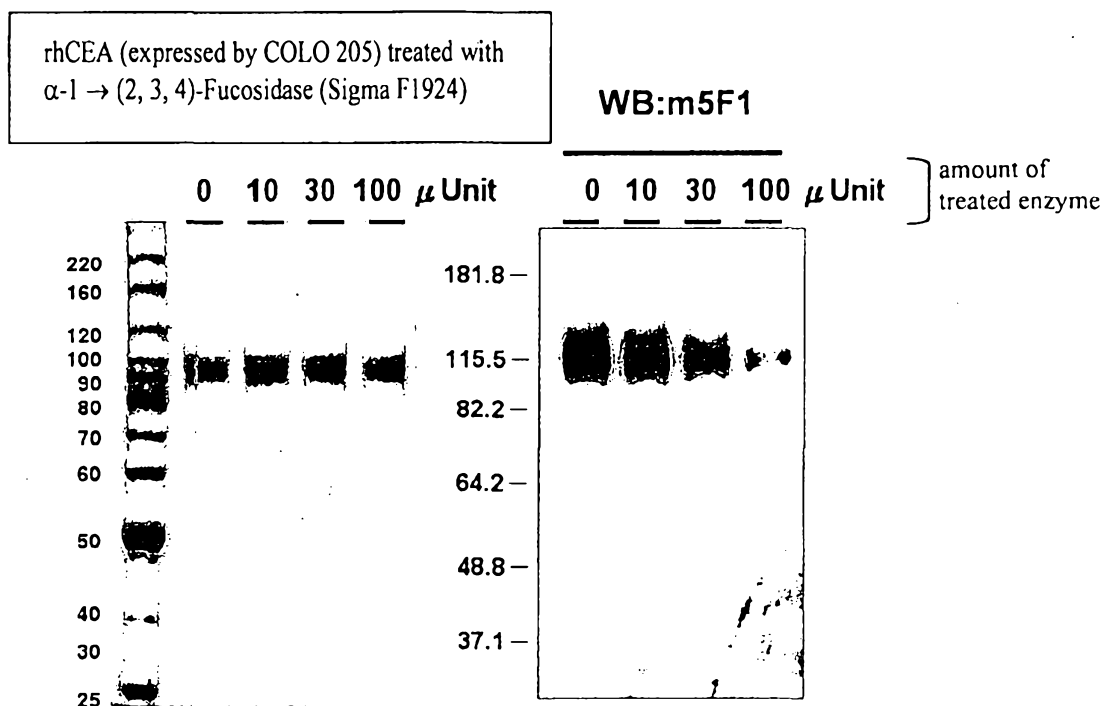 rhCEA (expressed by COLO 205) treated with
α-1 → (2, 3, 4)-Fucosidase (Sigma F1924)
WB:m5F1
0 10 30 100 μ Unit
0 10 30 100 μ Unit
amount of
treated enzyme
220
160
120
100
90
80
70
60
50
40
30
25
181.8
115.5
82.2
64.2
48.8
37.1